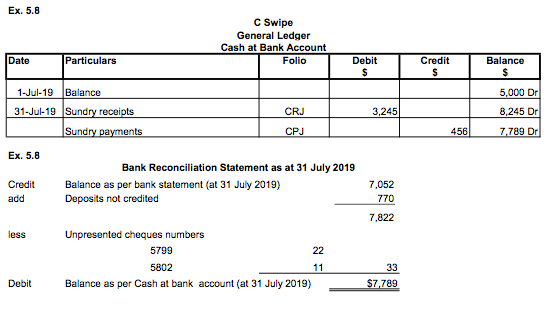 Ex. 5.8
C Swipe
General Ledger
Cash at Bank Account
Date Particulars Folio Debit Credit Balance
$ $ $
1-Jul-19 Balance 5,000 Dr
31-Jul-19 Sundry receipts CRJ 3,245 8,245 Dr
Sundry payments CPJ 456 7,789 Dr
Ex. 5.8
Bank Reconciliation Statement as at 31 July 2019
Credit Balance as per bank statement (at 31 July 2019) 7,052
add Deposits not credited 770
7,822
less Unpresented cheques numbers
5799 22
5802 11 33
Debit Balance as per Cash at bank account (at 31 July 2019) $7,789